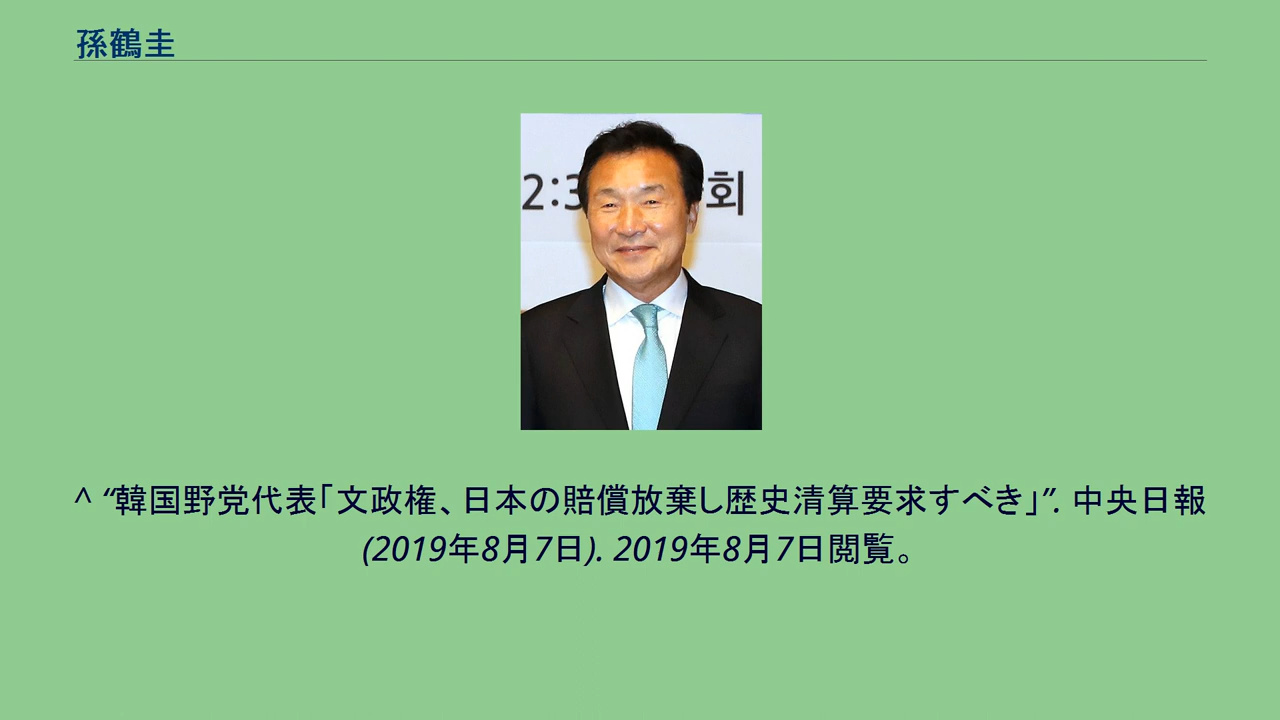 孫鶴圭
2:3 회
^ “韓国野党代表「文政権、日本の賠償放棄し歴史清算要求すべき」”. 中央日報
(2019年8月7日). 2019年8月7日閲覧。